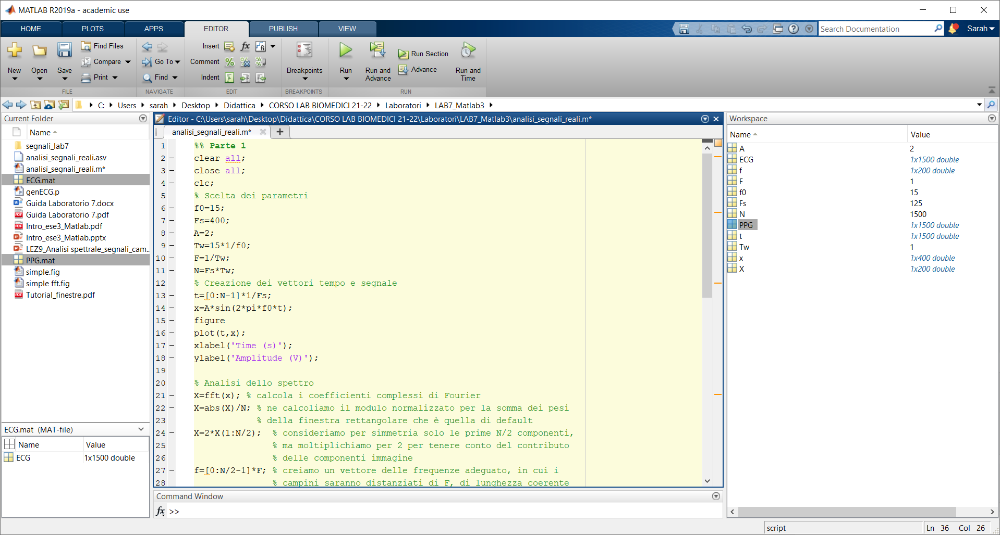 MATLAB R2019a - academic use
HOME PLOTS APPS EDITOR PUBLISH VIEW
Search Documentation
Sarah
New
Open
Save
Find Files
Compare
Print
FILE
Go To
Find
NAVIGATE
Insert
Comment
Indent
EDIT
Breakpoints
BREAKPOINTS
Run
Run and Advance
Run Section
Advance
Run and Time
RUN
C: Users sarah Desktop Didattica CORSO LAB BIOMEDICI 21-22 Laboratori LAB7_Matlab3
Current Folder
Name
segnali_lab7
analisi_segnali_reali.asv
analisi_segnali_reali.m*
ECG.mat
genECG.p
Guida Laboratorio 7.docx
Guida Laboratorio 7.pdf
Intro_ese3_Matlab.pdf
Intro_ese3_Matlab.pptx
LEZ9_Analisi spettrale_segnali_cam...
PPG.mat
simple.fig
simple fft.fig
Tutorial_finestre.pdf
ECG.mat (MAT-file)
Name Value
ECG 1x1500 double
Editor - C:\Users\sarah\Desktop\Didattica\CORSO LAB BIOMEDICI 21-22\Laboratori\LAB7_Matlab3\analisi_segnali_reali.m*
analisi_segnali_reali.m*
1 %% Parte 1
2 – clear all;
3 – close all;
4 – clc;
5 % Scelta dei parametri
6 – f0=15;
7 – Fs=400;
8 – A=2;
9 – Tw=15*1/f0;
10 – F=1/Tw;
11 – N=Fs*Tw;
12 % Creazione dei vettori tempo e segnale
13 – t=[0:N-1]*1/Fs;
14 – x=A*sin(2*pi*f0*t);
15 – figure
16 – plot(t,x);
17 – xlabel('Time (s)');
18 – ylabel('Amplitude (V)');
19
20 % Analisi dello spettro
21 – X=fft(x); % calcola i coefficienti complessi di Fourier
22 – X=abs(X)/N; % ne calcoliamo il modulo normalizzato per la somma dei pesi
23 % della finestra rettangolare che è quella di default
24 – X=2*X(1:N/2); % consideriamo per simmetria solo le prime N/2 componenti,
25 % ma moltiplichiamo per 2 per tenere conto del contributo
26 % delle componenti immagine
27 – f=[0:N/2-1]*F; % creiamo un vettore delle frequenze adeguato, in cui i
28 % campini saranno distanziati di F, di lunghezza coerente
Command Window
fx >>
Workspace
Name Value
A 2
ECG 1x1500 double
f 1x200 double
F 1
f0 15
Fs 125
N 1500
PPG 1x1500 double
t 1x1500 double
Tw 1
x 1x400 double
X 1x200 double
script
Ln 36 Col 26